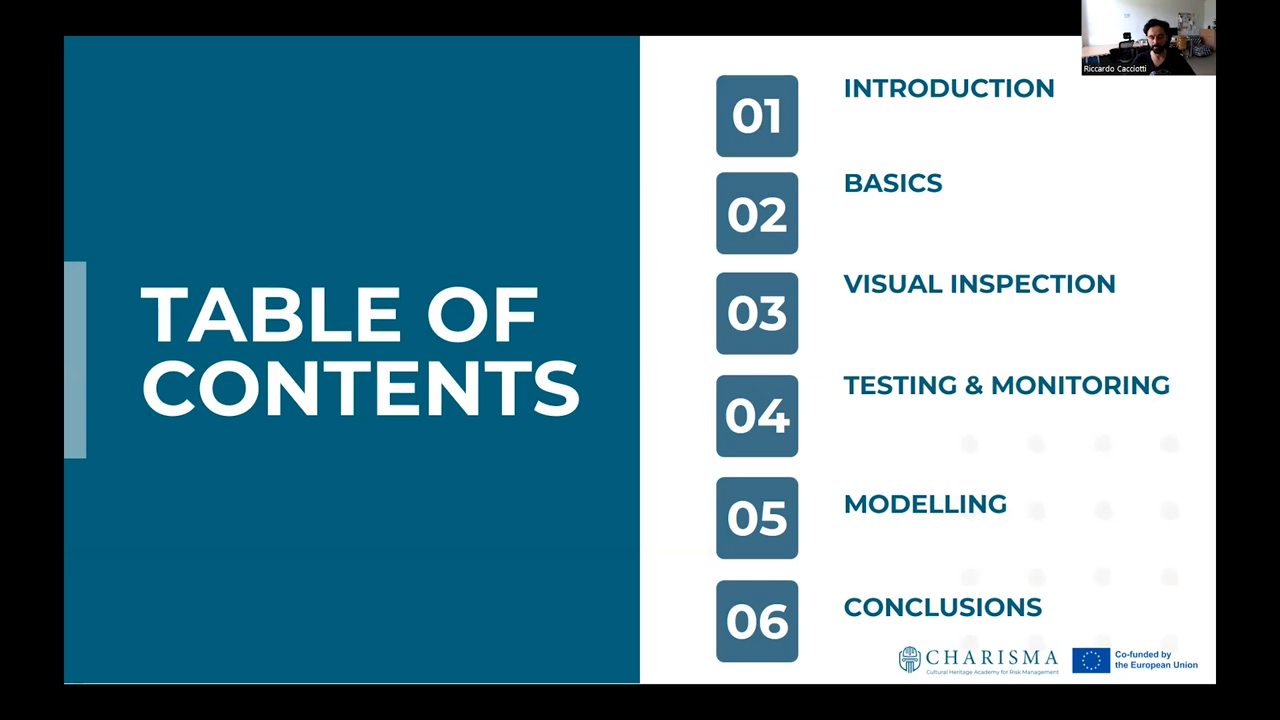 Riccardo Cacciotti
TABLE OF
CONTENTS
01
INTRODUCTION
02
BASICS
03
VISUAL INSPECTION
04
TESTING & MONITORING
05
MODELLING
06
CONCLUSIONS
CHARISMA
Cultural Heritage Academy for Risk Management
Co-funded by
the European Union